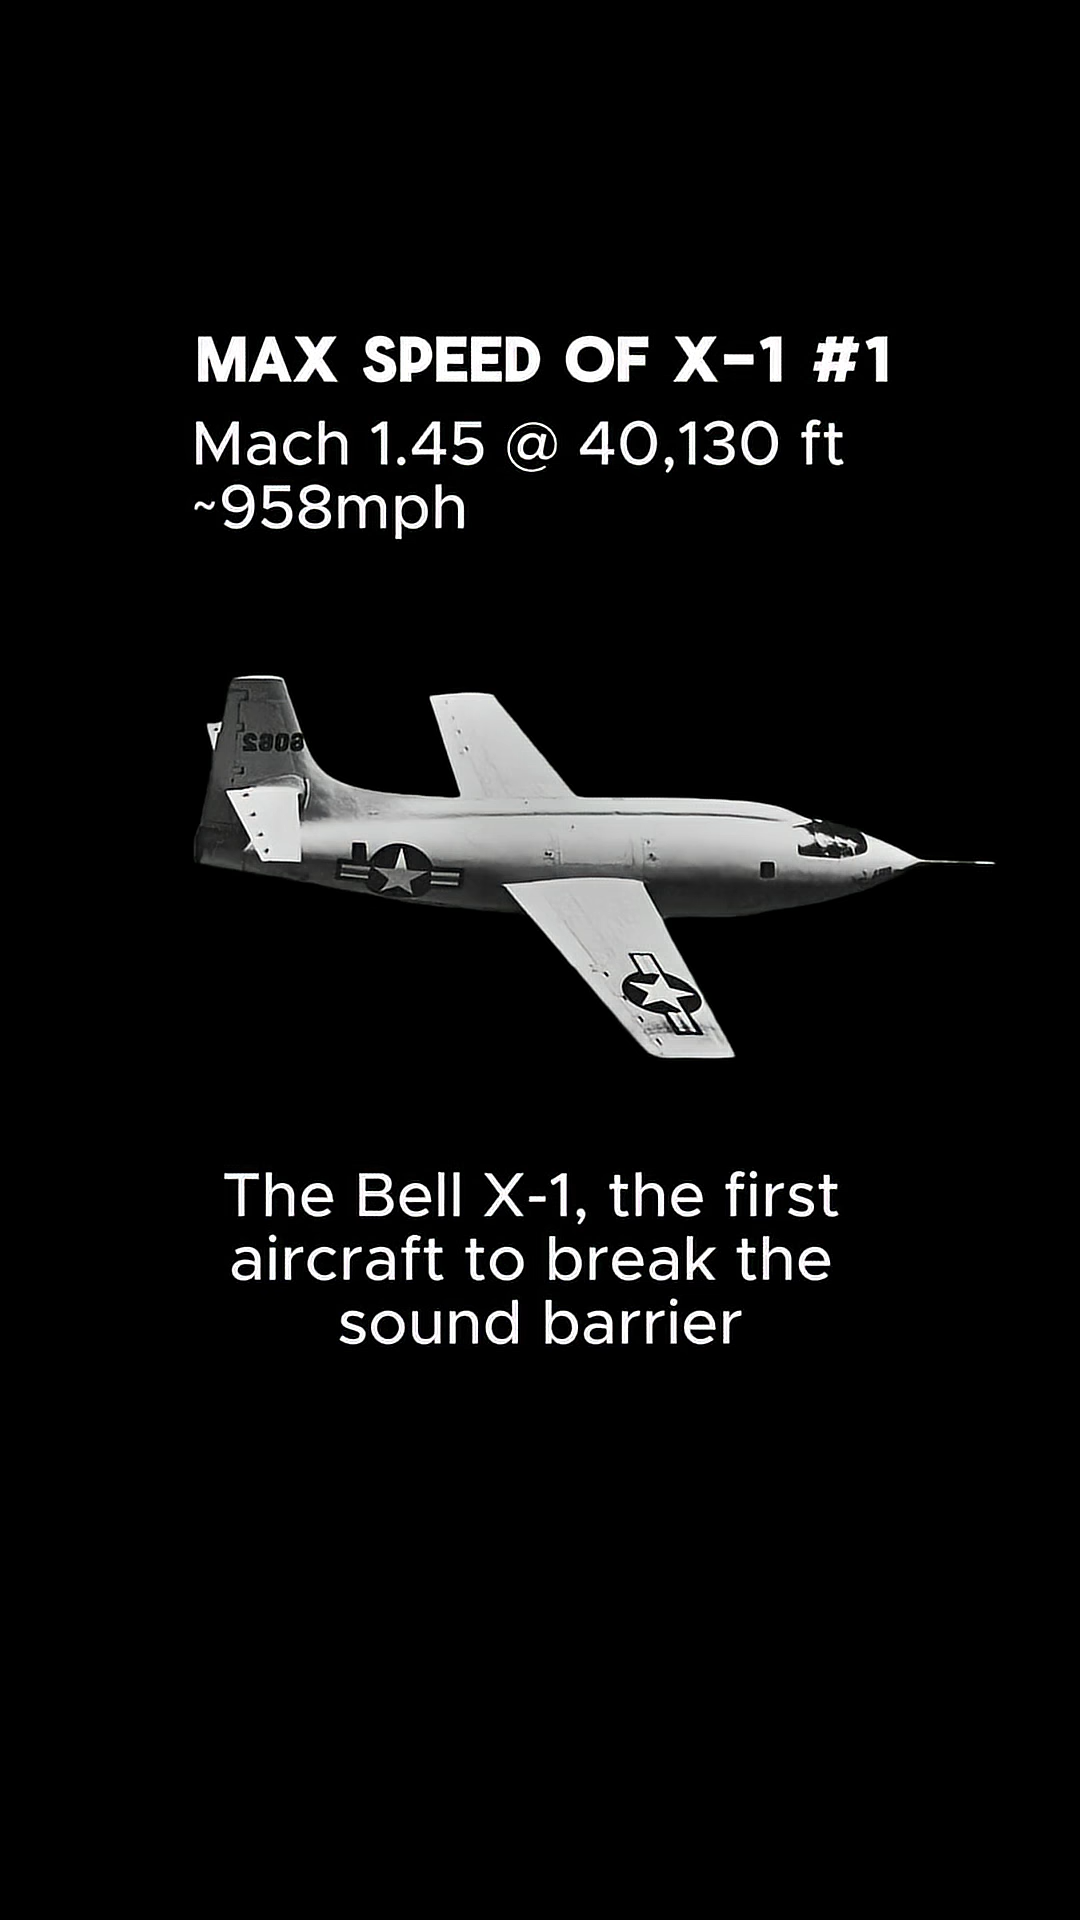 MAX SPEED OF X-1 #1
Mach 1.45 @ 40,130 ft
~958mph
6062
The Bell X-1, the first
aircraft to break the
sound barrier